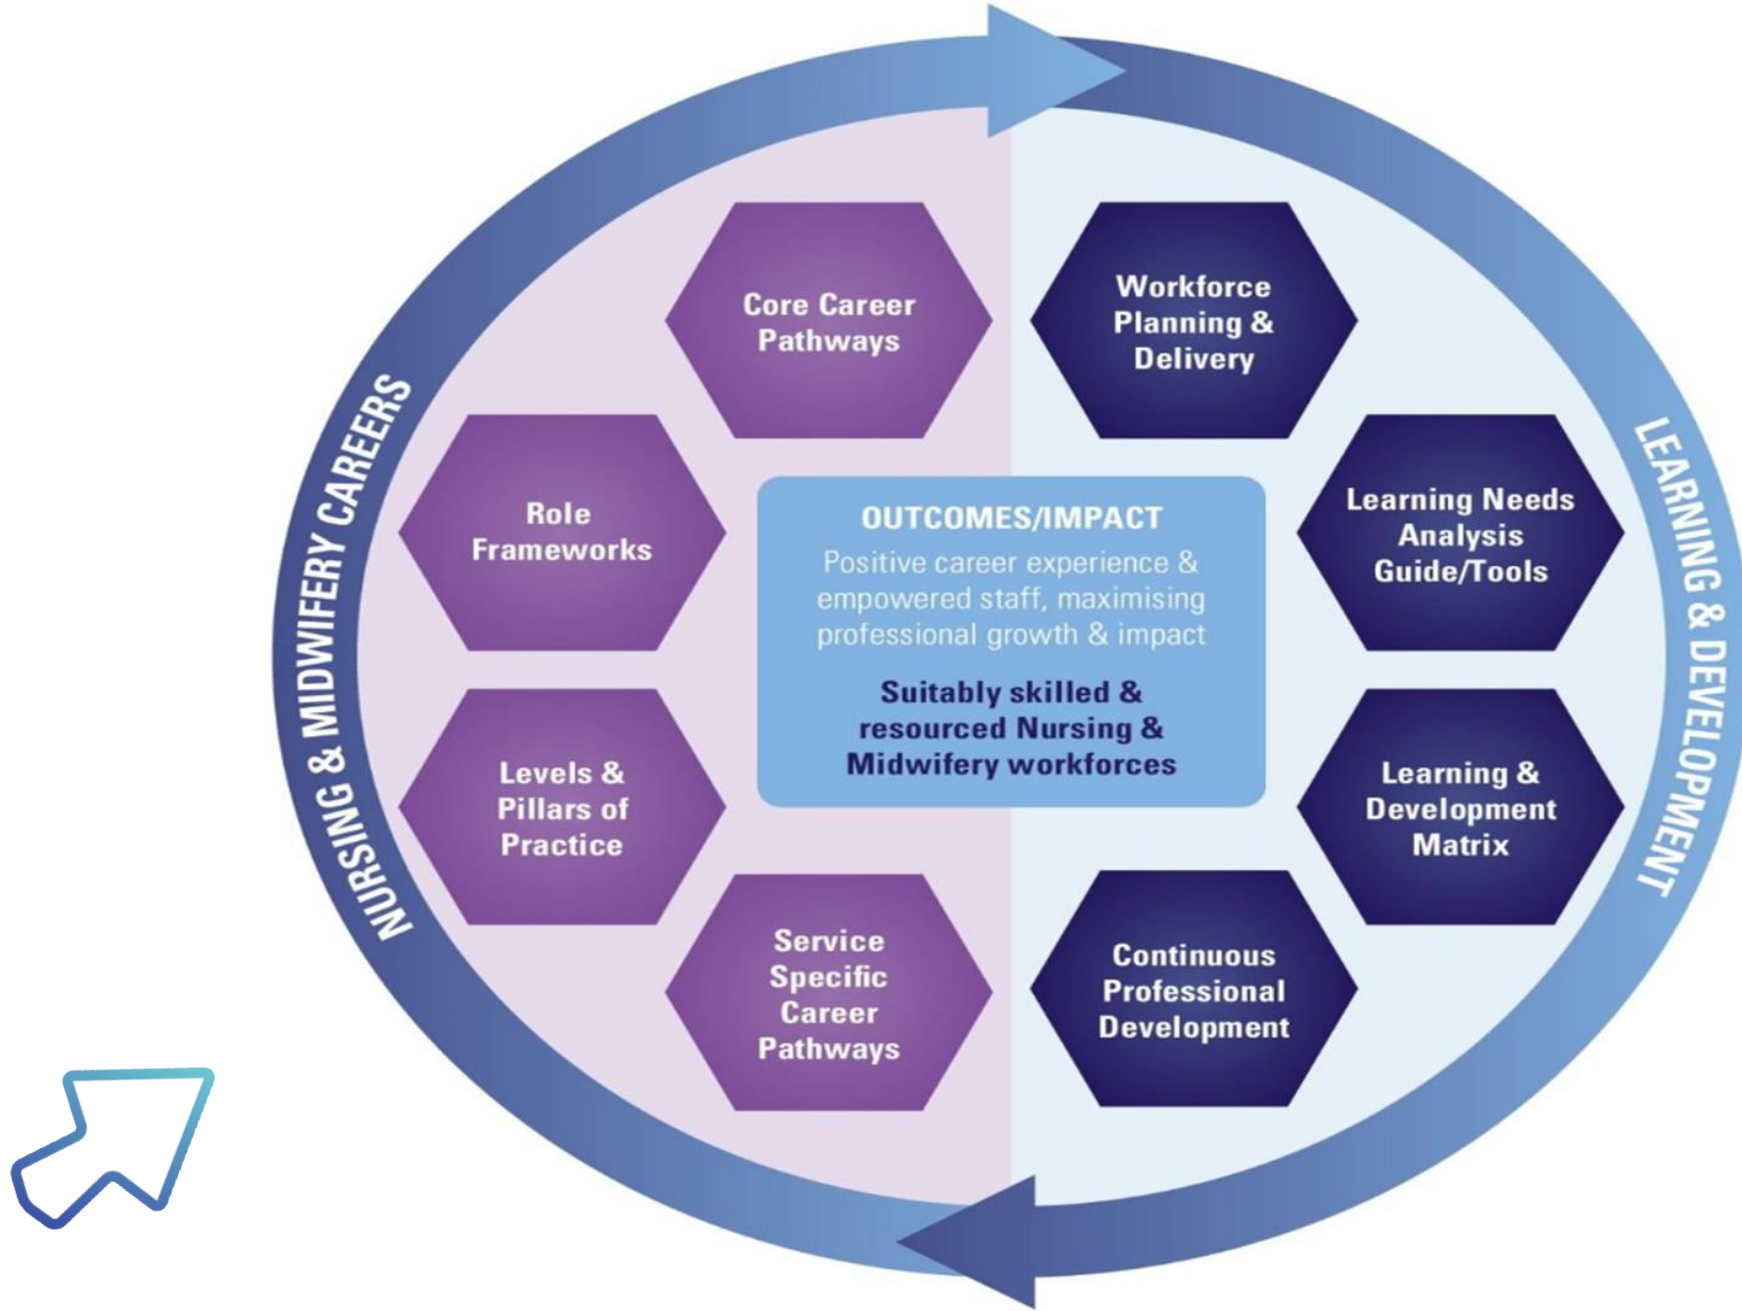 NURSING & MIDWIFERY CAREERS
Core Career
Pathways
Role
Frameworks
Levels &
Pillars of
Practice
Service
Specific
Career
Pathways
OUTCOMES/IMPACT
Positive career experience &
empowered staff, maximising
professional growth & impact
Suitably skilled &
resourced Nursing &
Midwifery workforces
Workforce
Planning &
Delivery
Learning Needs
Analysis
Guide/Tools
Learning &
Development
Matrix
Continuous
Professional
Development
LEARNING & DEVELOPMENT